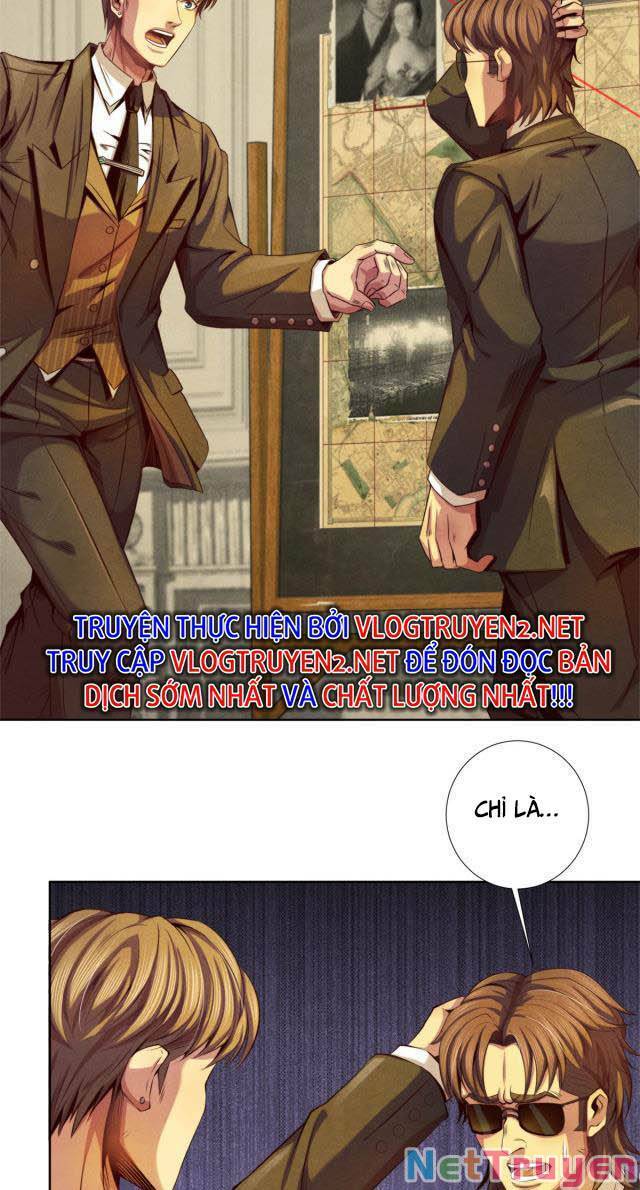 TRUYỆN THỰC HIỆN BỞI VLOGTRUYEN2.NET
TRUY CẬP VLOGTRUYEN2.NET ĐỂ ĐÓN ĐỌC BẢN
DỊCH SỚM NHẤT VÀ CHẤT LƯỢNG NHẤT!!!
CHỈ LÀ...
NetTruyen